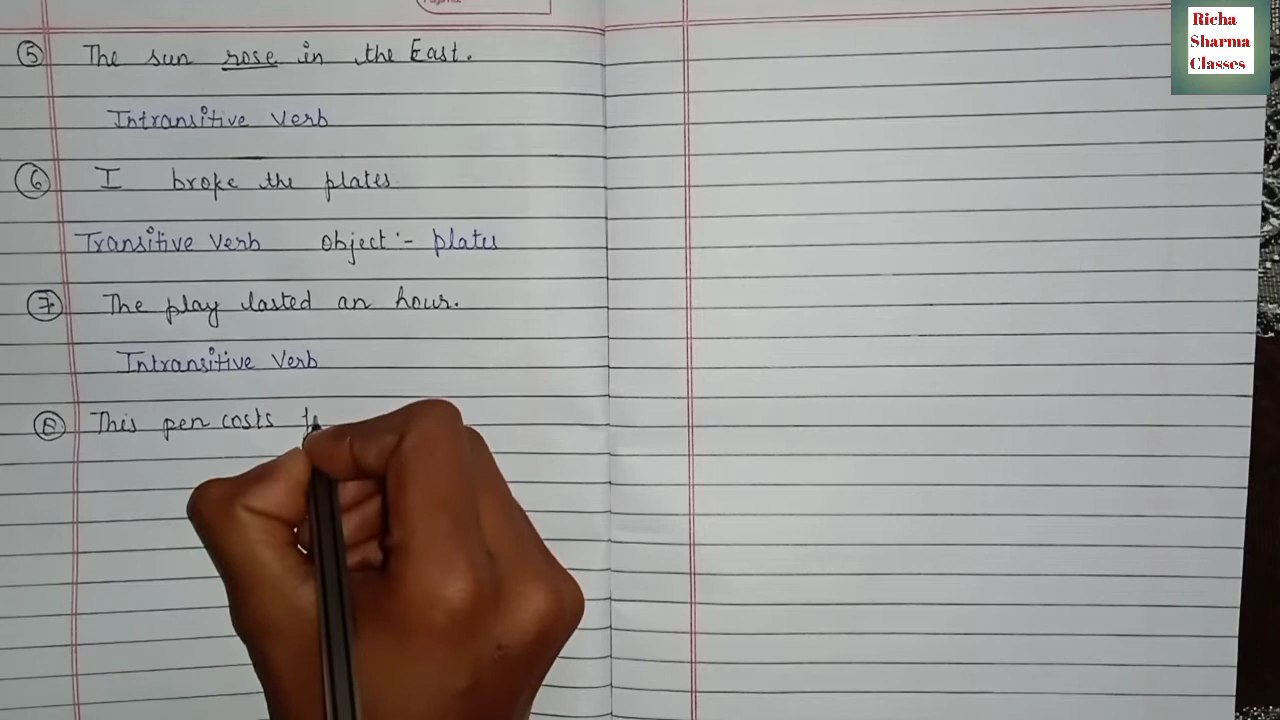 ⑤ The sun rose in the East.
Intransitive Verb
⑥ I broke the plates
Transitive Verb object :- plates
⑦ The play lasted an hour.
Intransitive Verb
⑧ This pen costs
Richa
Sharma
Classes